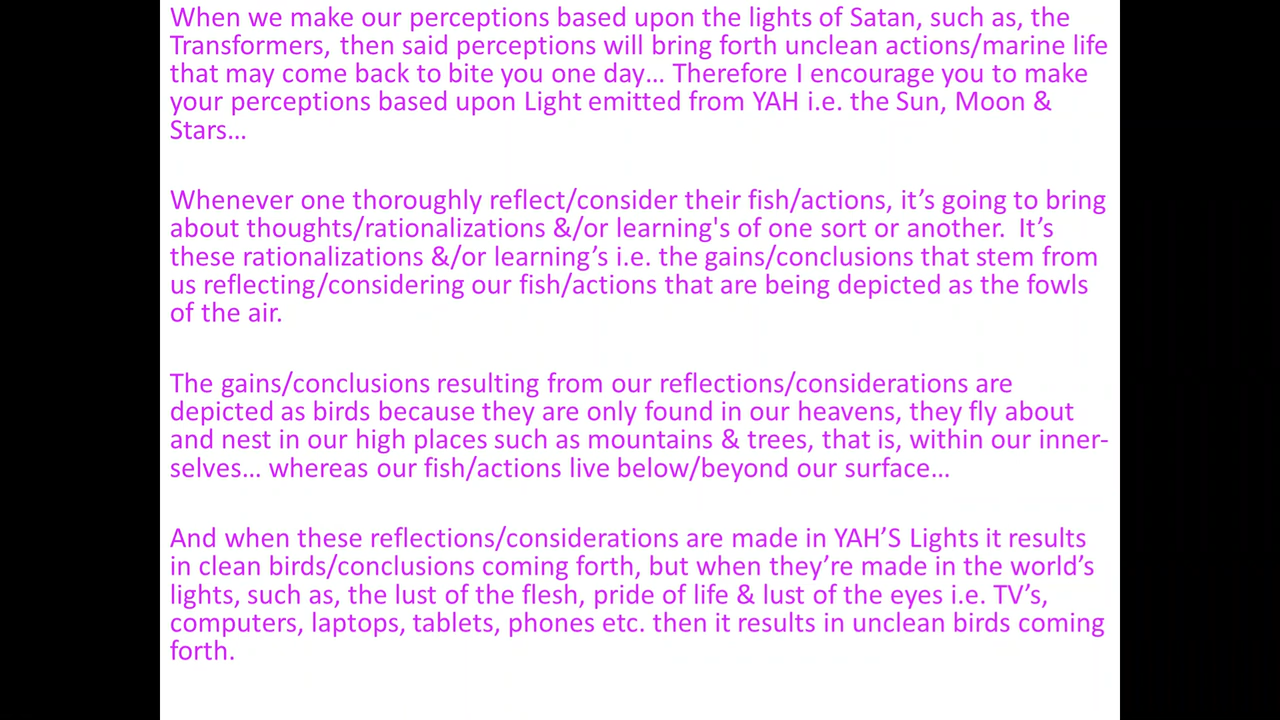 When we make our perceptions based upon the lights of Satan, such as, the
Transformers, then said perceptions will bring forth unclean actions/marine life
that may come back to bite you one day… Therefore I encourage you to make
your perceptions based upon Light emitted from YAH i.e. the Sun, Moon &
Stars…
Whenever one thoroughly reflect/consider their fish/actions, it’s going to bring
about thoughts/rationalizations &/or learning's of one sort or another.  It’s
these rationalizations &/or learning’s i.e. the gains/conclusions that stem from
us reflecting/considering our fish/actions that are being depicted as the fowls
of the air.
The gains/conclusions resulting from our reflections/considerations are
depicted as birds because they are only found in our heavens, they fly about
and nest in our high places such as mountains & trees, that is, within our inner-
selves… whereas our fish/actions live below/beyond our surface…
And when these reflections/considerations are made in YAH’S Lights it results
in clean birds/conclusions coming forth, but when they’re made in the world’s
lights, such as, the lust of the flesh, pride of life & lust of the eyes i.e. TV’s,
computers, laptops, tablets, phones etc. then it results in unclean birds coming
forth.